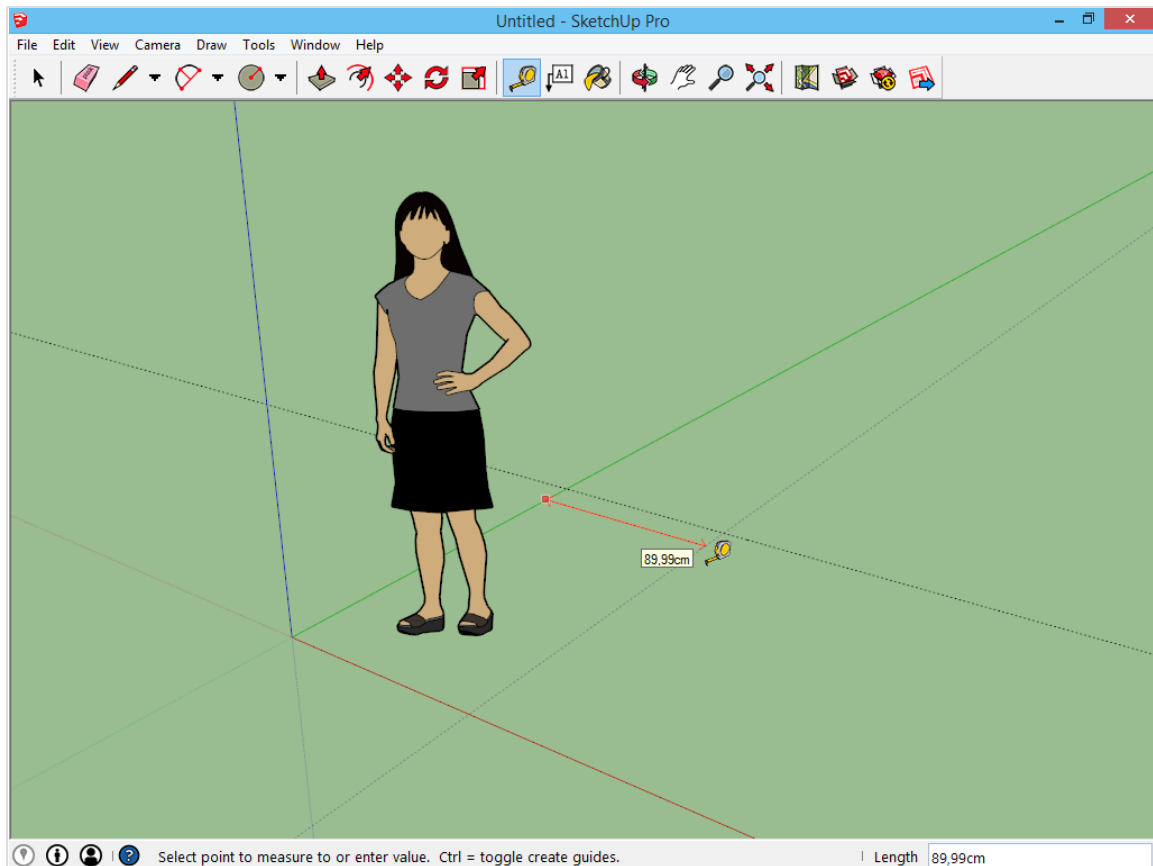 Untitled - SketchUp Pro
File Edit View Camera Draw Tools Window Help
A1
89,99cm
Select point to measure to or enter value. Ctrl = toggle create guides.
Length 89,99cm